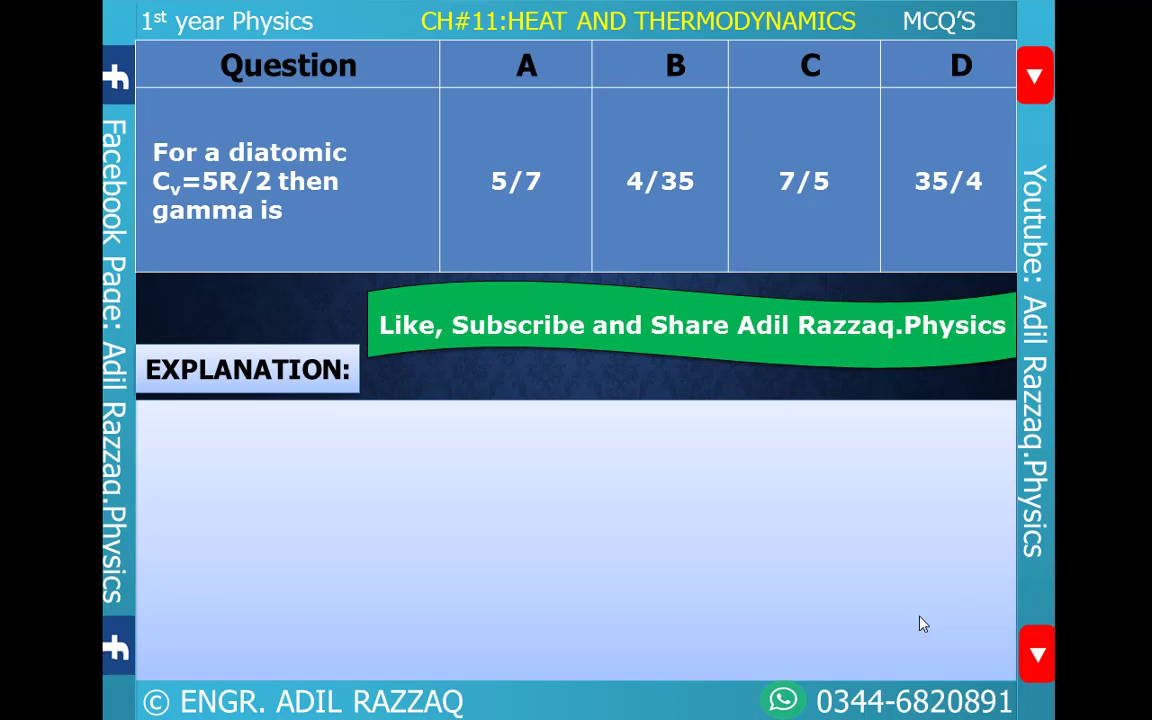 1st year Physics CH#11:HEAT AND THERMODYNAMICS MCQ'S
Question A B C D
For a diatomic
Cv=5R/2 then
gamma is
5/7 4/35 7/5 35/4
Like, Subscribe and Share Adil Razzaq.Physics
EXPLANATION:
Facebook Page: Adil Razzaq.Physics
Youtube: Adil Razzaq.Physics
© ENGR. ADIL RAZZAQ 0344-6820891